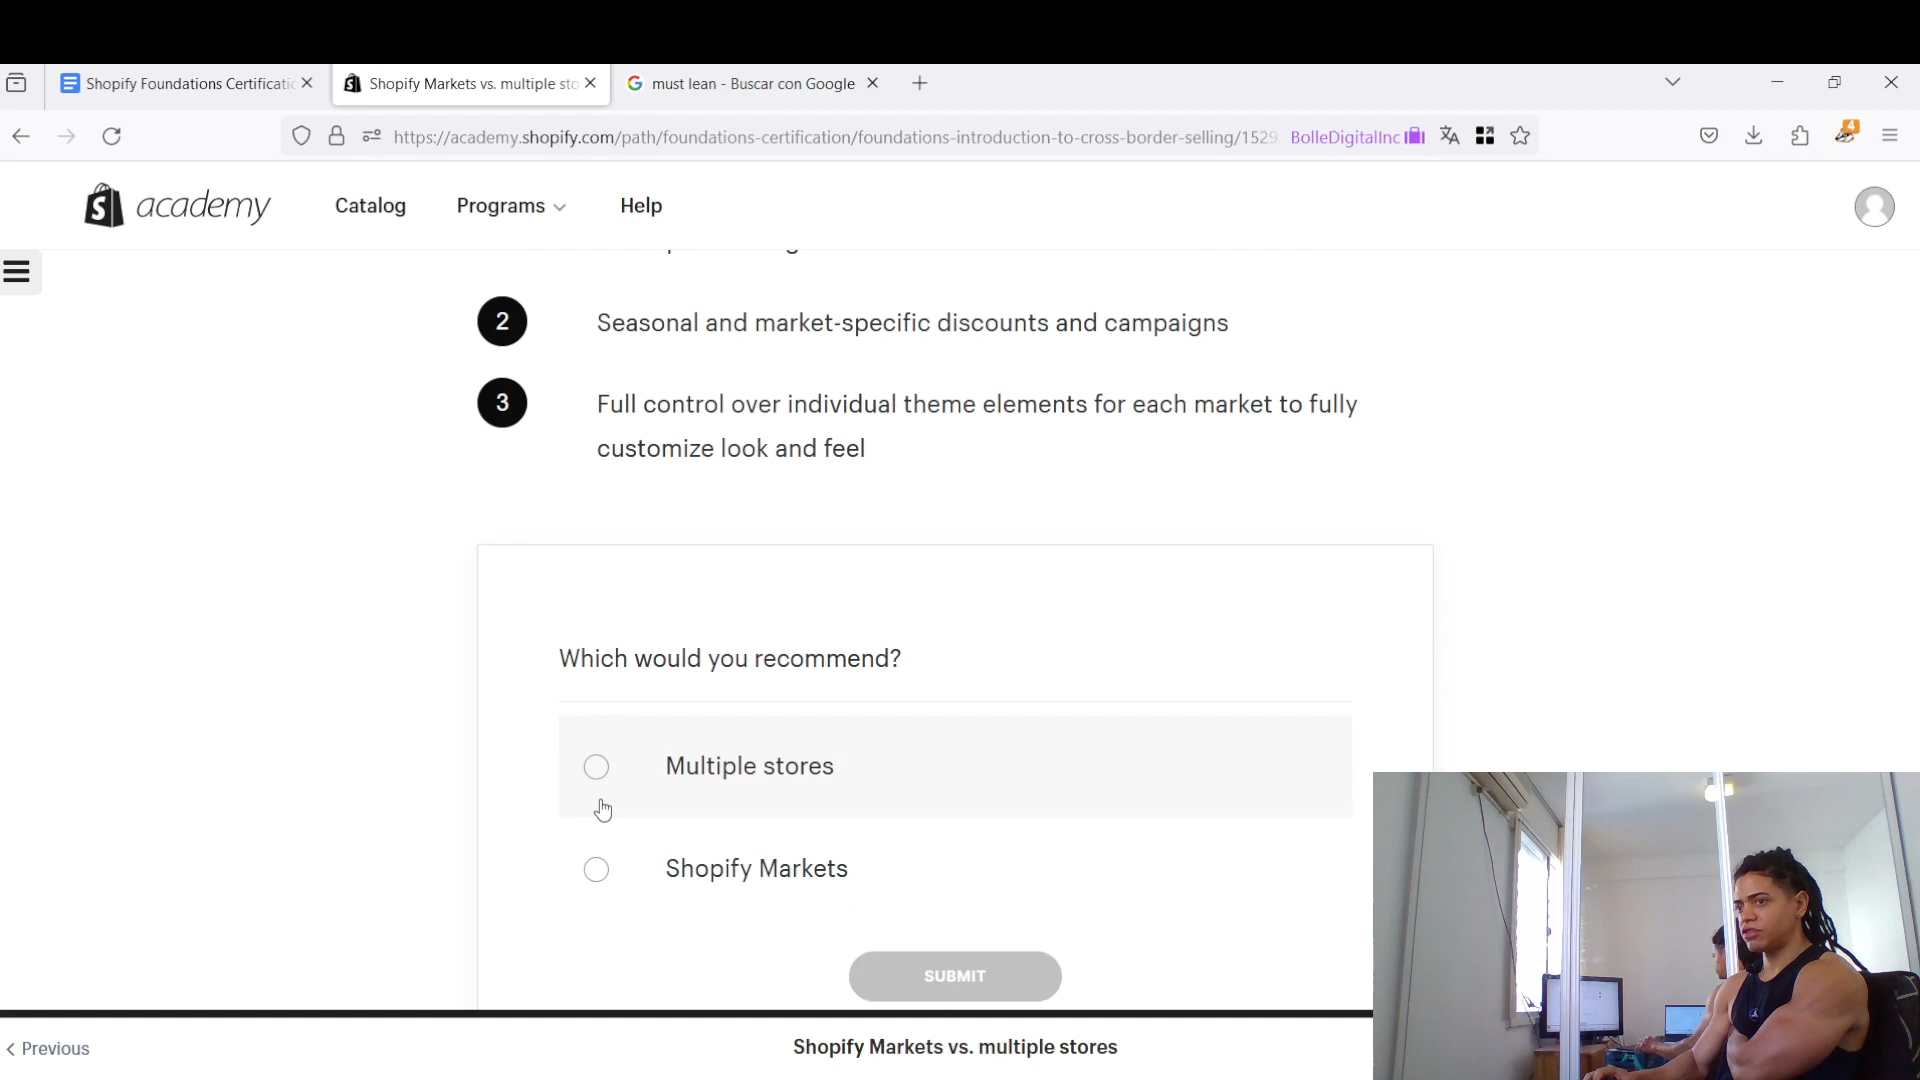 Shopify Foundations Certificatic
Shopify Markets vs. multiple sto
must lean - Buscar con Google
https://academy.shopify.com/path/foundations-certification/foundations-introduction-to-cross-border-selling/1529
BolleDigitalInc
4
academy
Catalog
Programs
Help
2
Seasonal and market-specific discounts and campaigns
3
Full control over individual theme elements for each market to fully
customize look and feel
Which would you recommend?
Multiple stores
Shopify Markets
SUBMIT
Previous
Shopify Markets vs. multiple stores